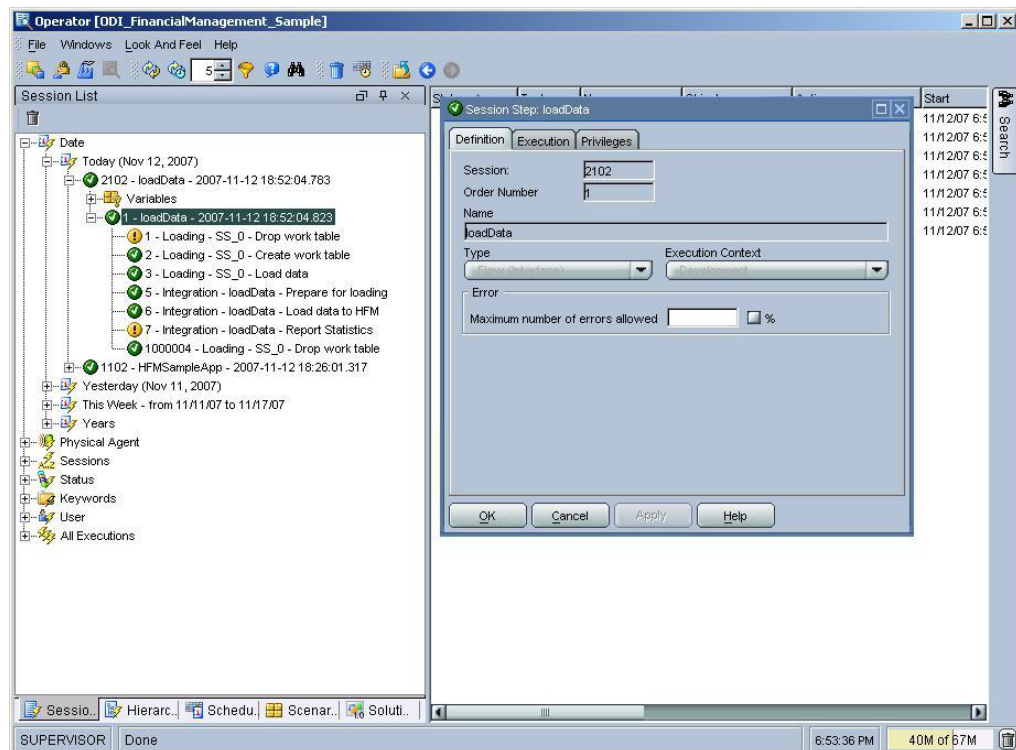 Operator [ODI_FinancialManagement_Sample]
File Windows Look And Feel Help
5
Session List
Date
Today (Nov 12, 2007)
2102 - loadData - 2007-11-12 18:52:04.783
Variables
1 - loadData - 2007-11-12 18:52:04.823
1 - Loading - SS_0 - Drop work table
2 - Loading - SS_0 - Create work table
3 - Loading - SS_0 - Load data
5 - Integration - loadData - Prepare for loading
6 - Integration - loadData - Load data to HFM
7 - Integration - loadData - Report Statistics
1000004 - Loading - SS_0 - Drop work table
1102 - HFMSampleApp - 2007-11-12 18:26:01.317
Yesterday (Nov 11, 2007)
This Week - from 11/11/07 to 11/17/07
Years
Physical Agent
Sessions
Status
Keywords
User
All Executions
Sessio.. Hierarc.. Schedu.. Scenar.. Soluti..
Start
11/12/07 6:5
11/12/07 6:5
11/12/07 6:5
11/12/07 6:5
11/12/07 6:5
11/12/07 6:5
11/12/07 6:5
Search
Session Step: loadData
Definition Execution Privileges
Session: 2102
Order Number 1
Name
loadData
Type Execution Context
Flow (Interface) Development
Error
Maximum number of errors allowed %
OK Cancel Apply Help
SUPERVISOR Done 6:53:36 PM 40M of 67M